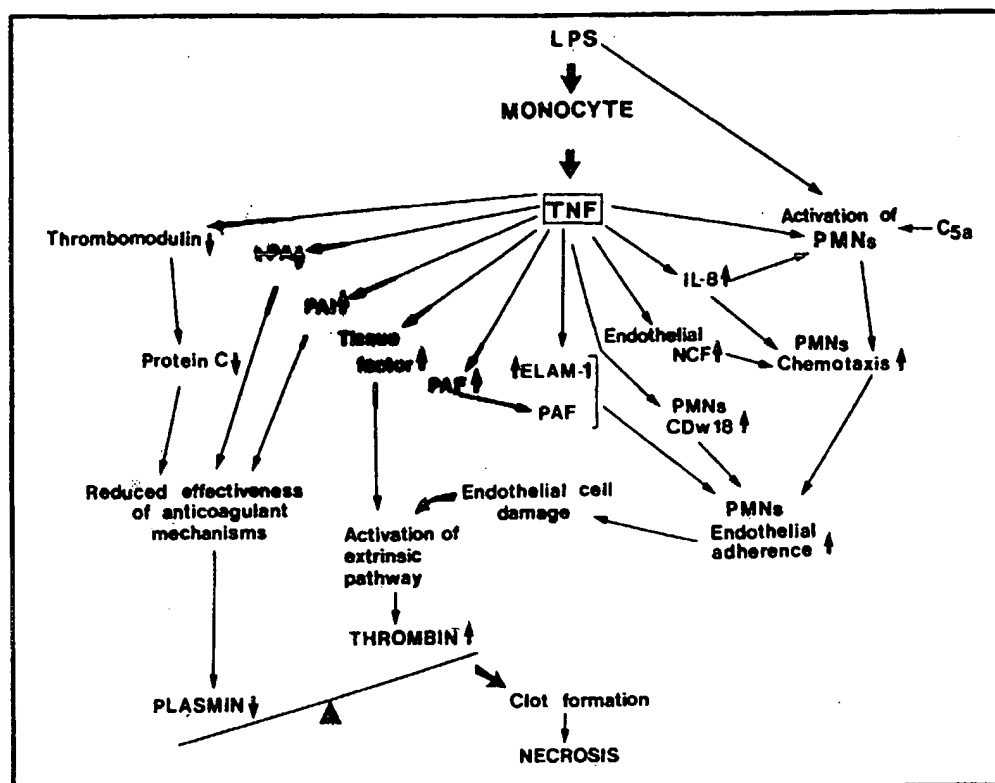 LPS
MONOCYTE
TNF
Activation of
PMNs
C5a
Thrombomodulin
IL-8
PAI
Tissue
factor
Endothelial
NCF
PMNs
Chemotaxis
Protein C
ELAM-1
PAF
PAF
PMNs
CDw18
Reduced effectiveness
of anticoagulant
mechanisms
Endothelial cell
damage
PMNs
Endothelial
adherence
Activation of
extrinsic
pathway
THROMBIN
PLASMIN
Clot formation
NECROSIS